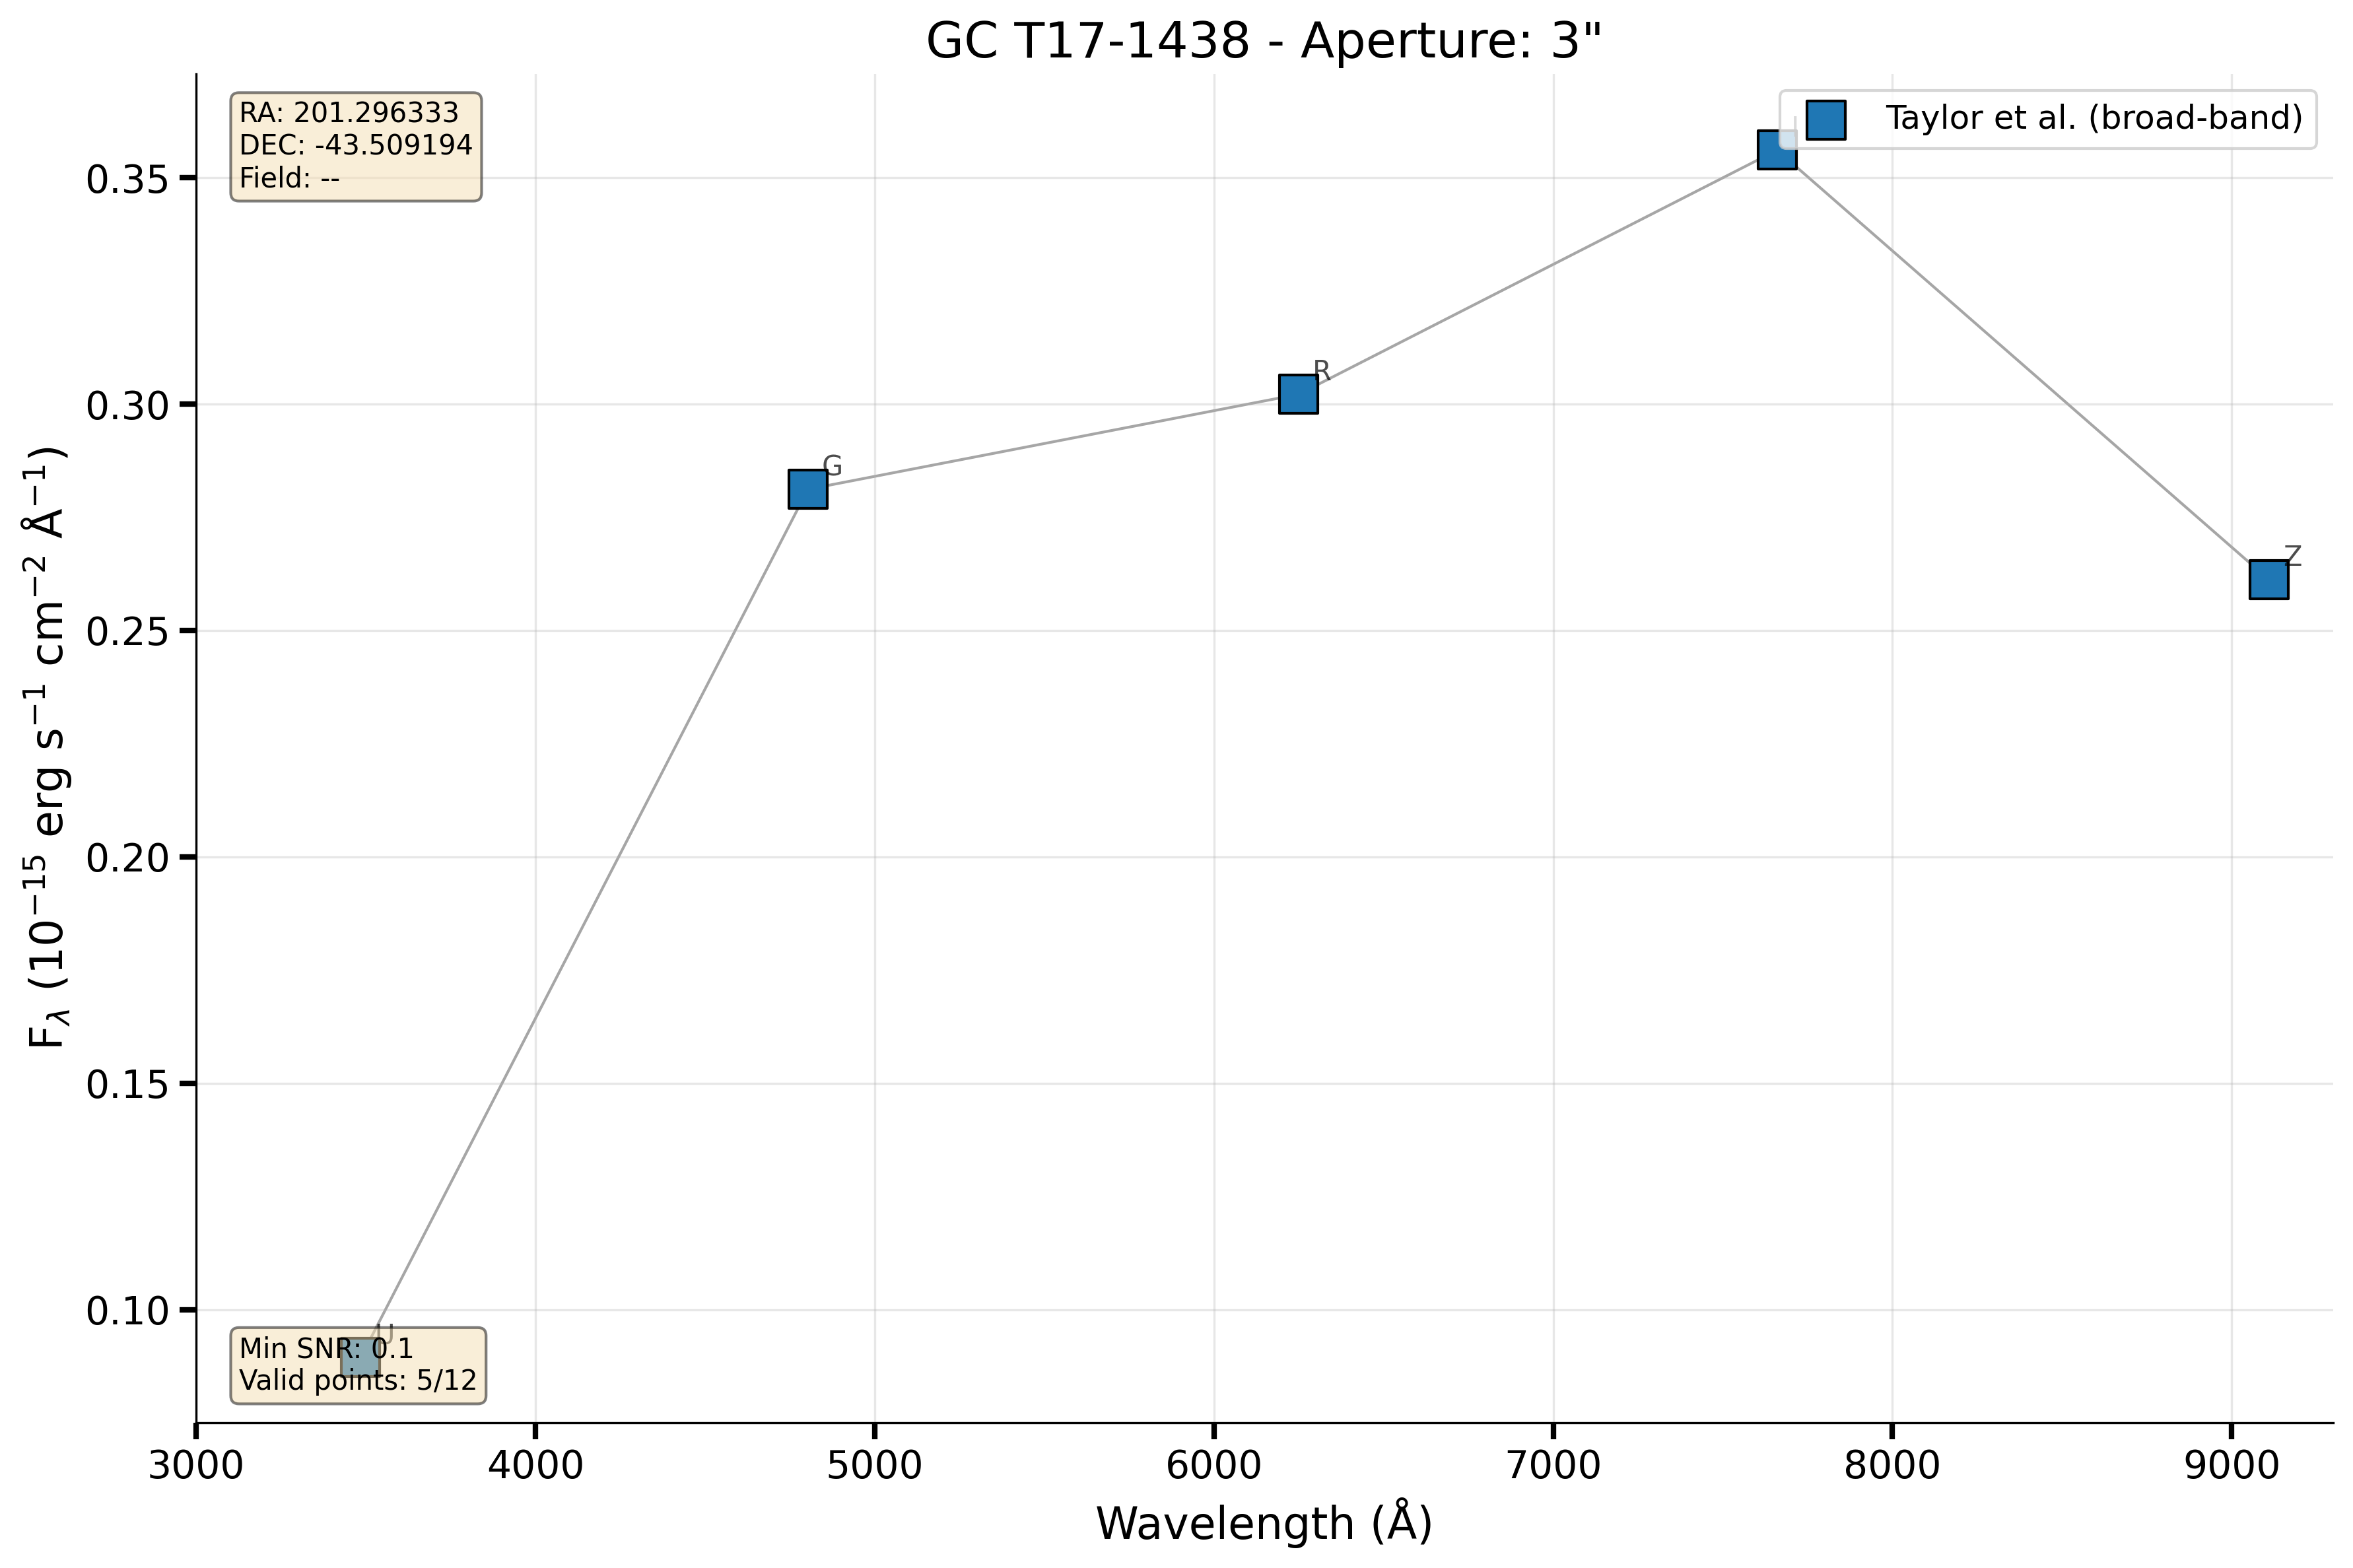 GC T17-1438 - Aperture: 3"
RA: 201.296333
DEC: -43.509194
Field: --
Taylor et al. (broad-band)
I
R
G
Z
U
Min SNR: 0.1
Valid points: 5/12
0.35
0.30
0.25
0.20
0.15
0.10
F_λ (10⁻¹⁵ erg s⁻¹ cm⁻² Å⁻¹)
3000 4000 5000 6000 7000 8000 9000
Wavelength (Å)